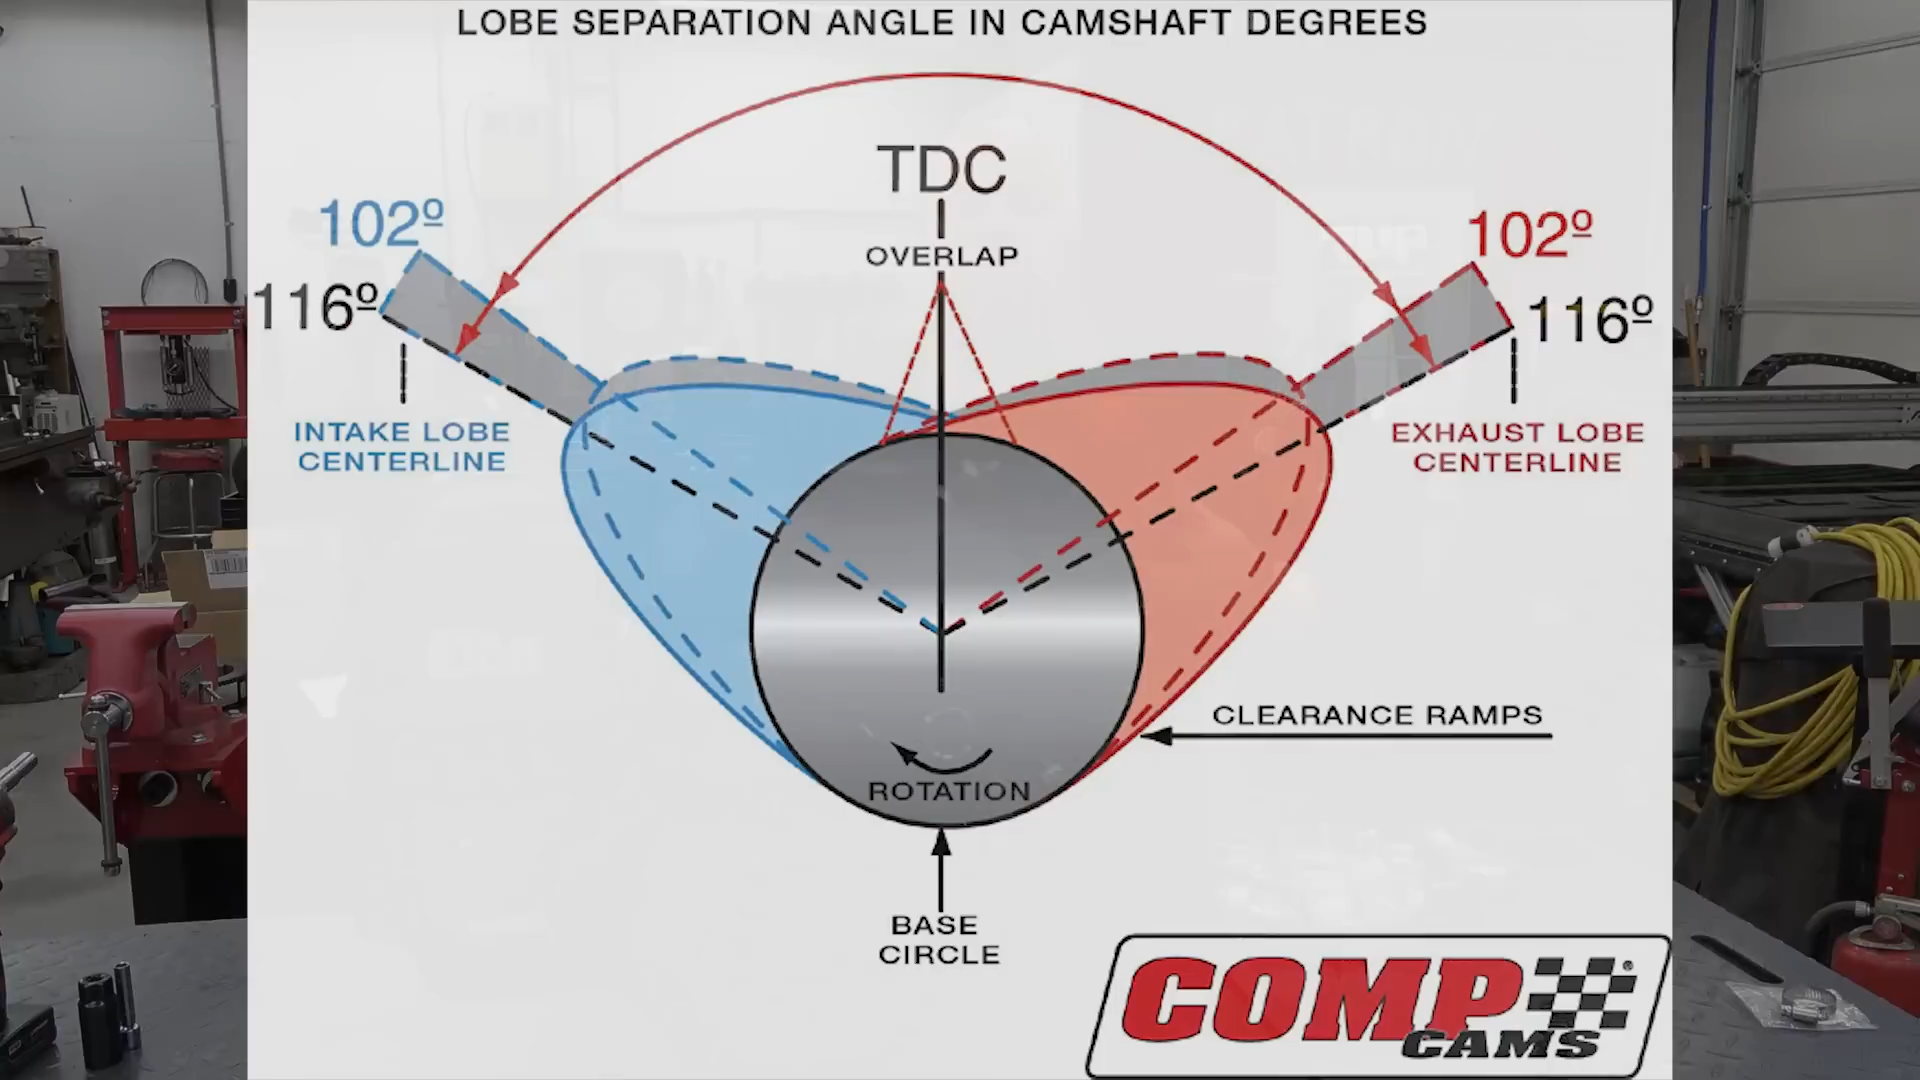 LOBE SEPARATION ANGLE IN CAMSHAFT DEGREES
TDC
OVERLAP
102º
116º
102º
116º
INTAKE LOBE
CENTERLINE
EXHAUST LOBE
CENTERLINE
CLEARANCE RAMPS
ROTATION
BASE
CIRCLE
COMP
CAMS